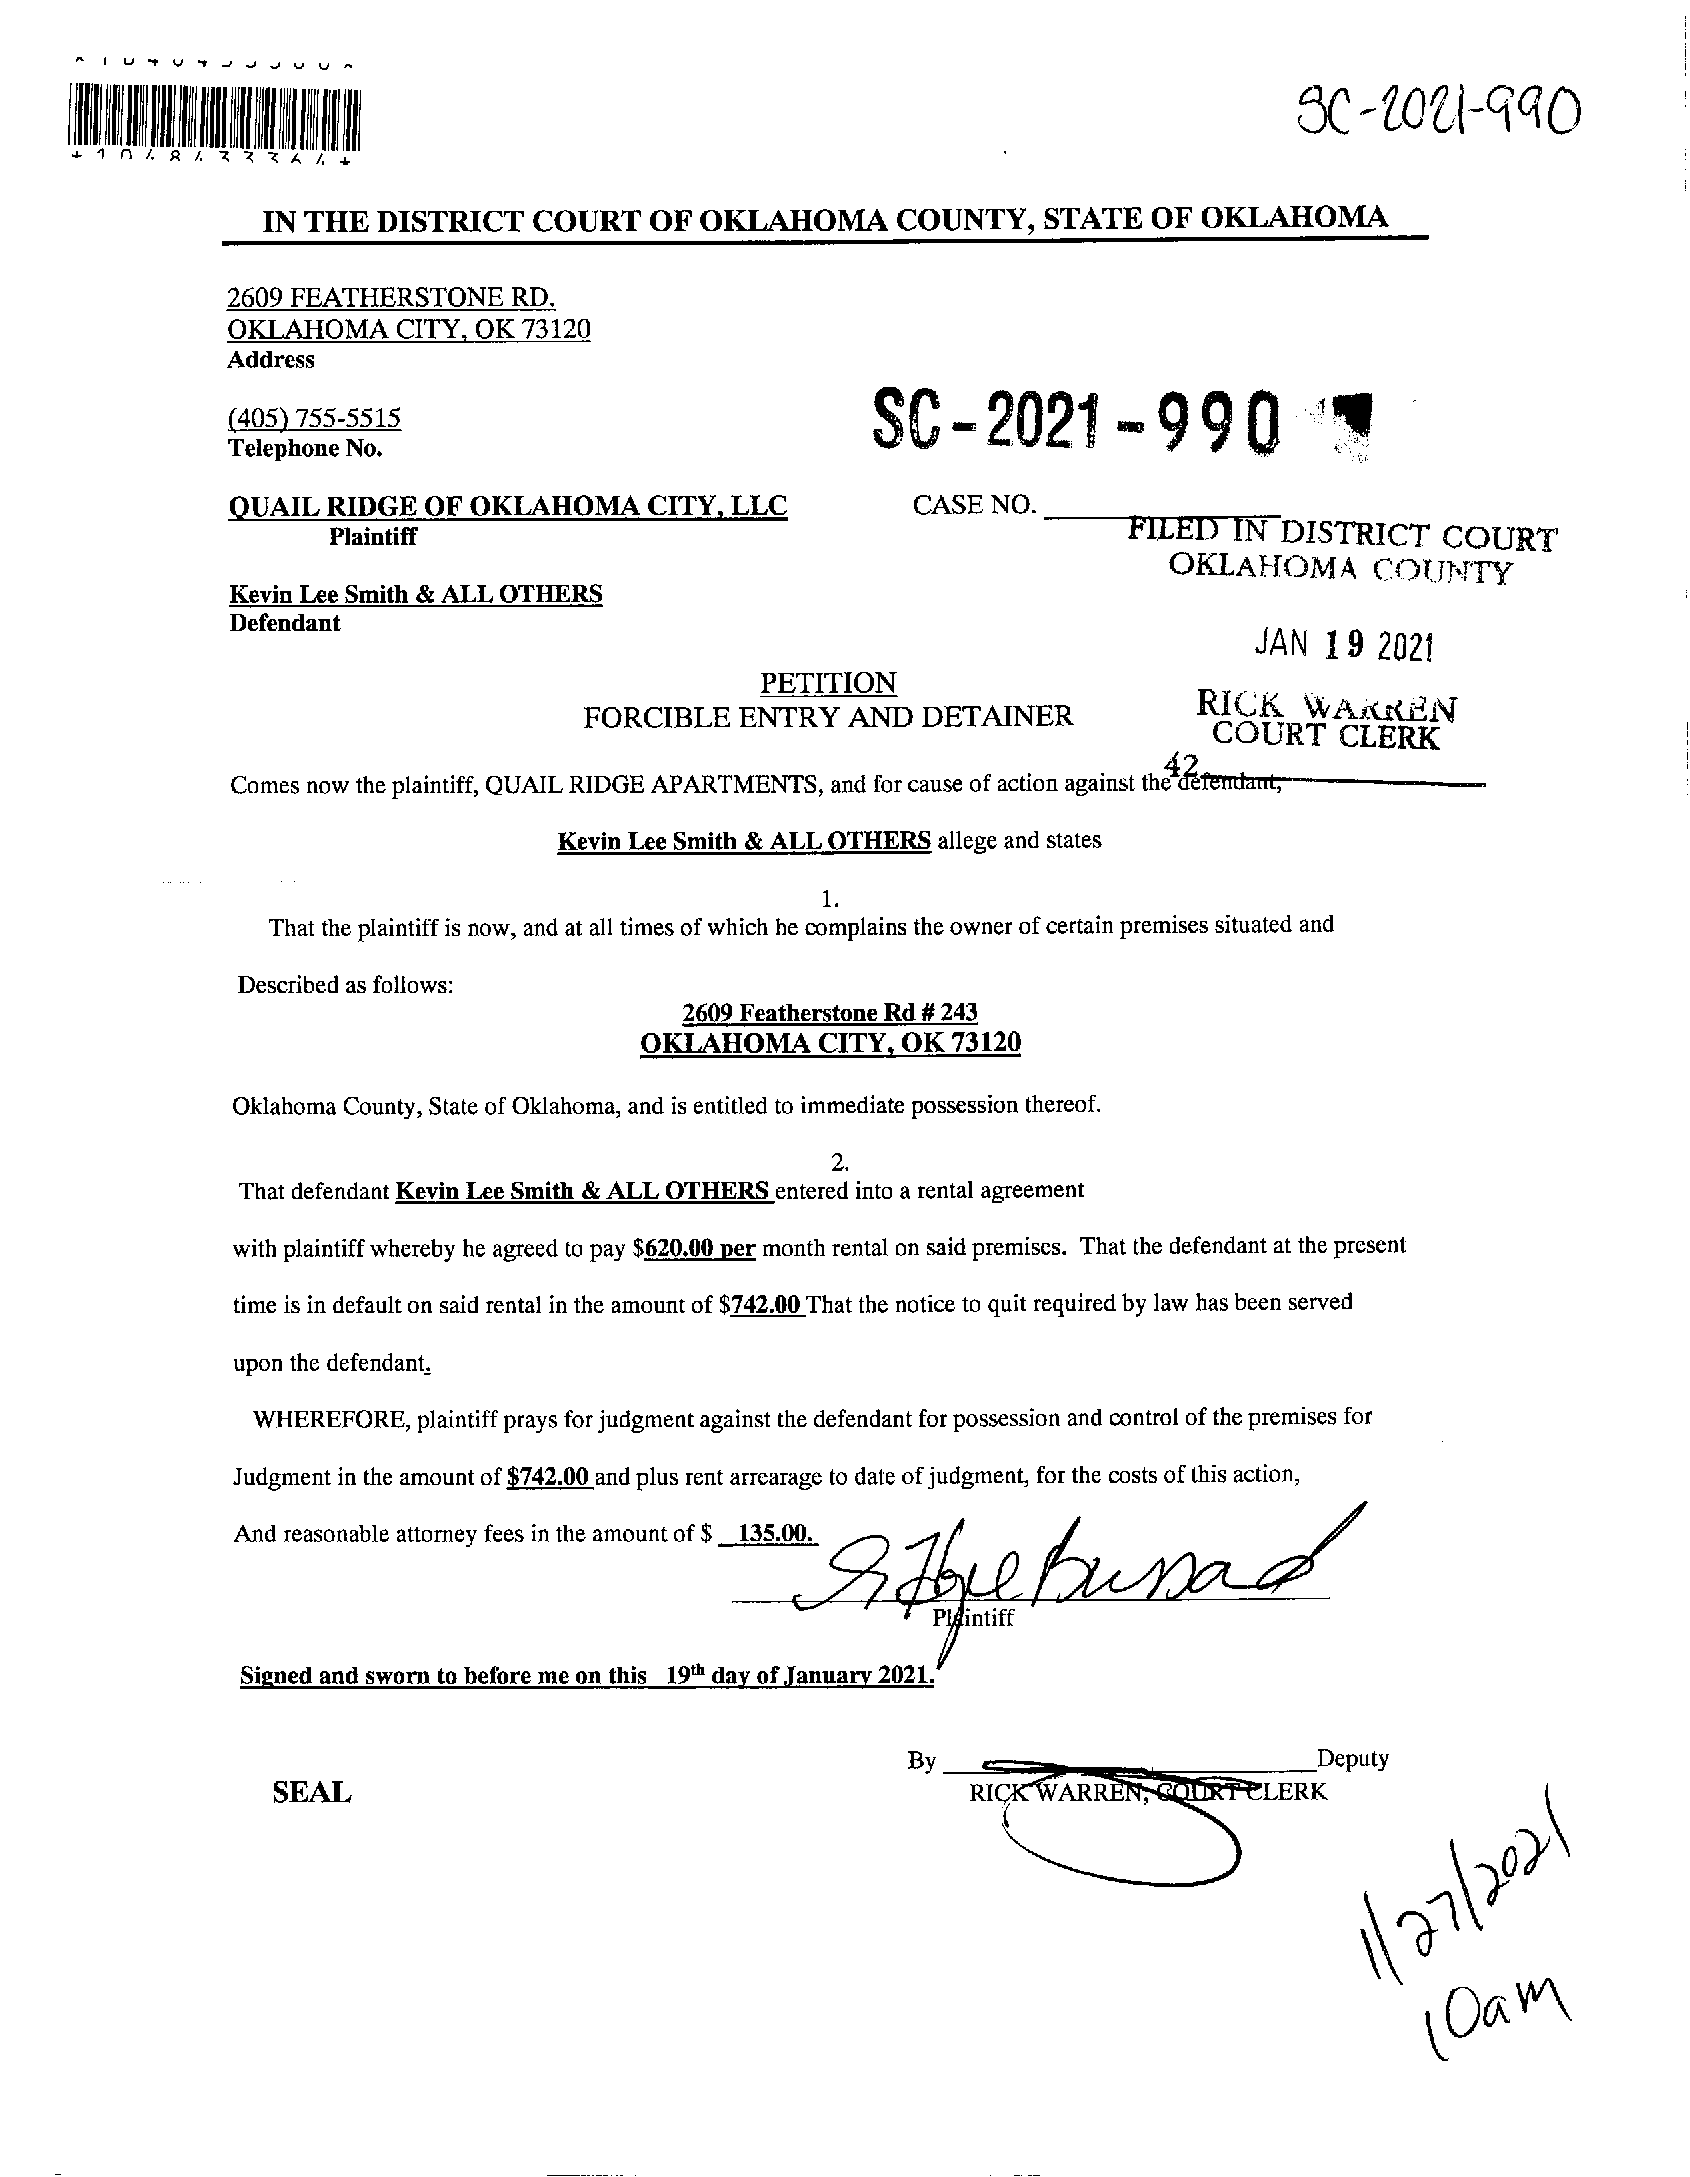 SC-2021-990
IN THE DISTRICT COURT OF OKLAHOMA COUNTY, STATE OF OKLAHOMA
2609 FEATHERSTONE RD.
OKLAHOMA CITY, OK 73120
Address
(405) 755-5515
Telephone No.
SC-2021-990
QUAIL RIDGE OF OKLAHOMA CITY, LLC
Plaintiff
CASE NO.
FILED IN DISTRICT COURT
OKLAHOMA COUNTY
Kevin Lee Smith & ALL OTHERS
Defendant
JAN 19 2021
PETITION
FORCIBLE ENTRY AND DETAINER
RICK WARREN
COURT CLERK
42
Comes now the plaintiff, QUAIL RIDGE APARTMENTS, and for cause of action against the defendant,
Kevin Lee Smith & ALL OTHERS allege and states
1.
That the plaintiff is now, and at all times of which he complains the owner of certain premises situated and
Described as follows:
2609 Featherstone Rd # 243
OKLAHOMA CITY, OK 73120
Oklahoma County, State of Oklahoma, and is entitled to immediate possession thereof.
2.
That defendant Kevin Lee Smith & ALL OTHERS entered into a rental agreement
with plaintiff whereby he agreed to pay $620.00 per month rental on said premises. That the defendant at the present
time is in default on said rental in the amount of $742.00 That the notice to quit required by law has been served
upon the defendant.
WHEREFORE, plaintiff prays for judgment against the defendant for possession and control of the premises for
Judgment in the amount of $742.00 and plus rent arrearage to date of judgment, for the costs of this action,
And reasonable attorney fees in the amount of $ 135.00.
Plaintiff
Signed and sworn to before me on this 19th day of January 2021.
By Deputy
RICK WARREN, COURT CLERK
SEAL
1/27/2021
10am